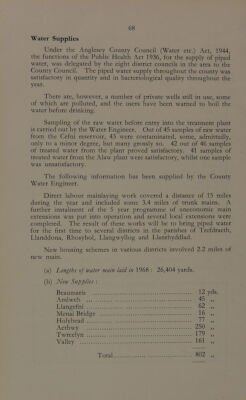 68
Water Supplies
Under the Anglesey County Council (Water etc.) Act, 1944,
the functions of the Public Health Act 1936, for the supply of piped
water, was delegated by the eight district councils in the area to the
County Council. The piped water supply throughout the county was
satisfactory in quantity and in bacteriological quality throughout the
year.
There are, however, a number of private wells still in use, some
of which are polluted, and the users have been warned to boil the
water before drinking.
Sampling of the raw water before entry into the treatment plant
is carried out by the Water Engineer. Out of 45 samples of raw water
from the Cefni reservoir, 43 were contaminated, some, admittedly,
only to a minor degree, but many grossly so. 42 out of 46 samples
of treated water from the plant proved satisfactory. 41 samples of
treated water from the Alaw plant were satisfactory, whilst one sample
was unsatisfactory.
The following information has been supplied by the County
Water Engineer.
Direct labour mainlaying work covered a distance of 15 miles
during the year and included some 3.4 miles of trunk mains. A
further instalment of the 5 year programme of uneconomic main
extensions was put into operation and several local extensions were
completed. The result of these works will be to bring piped water
for the first time to several districts in the parishes of Trefdraeth,
Llanddona, Rhosybol, Llangwyllog and Llanrhyddlad.
New housing schemes in various districts involved 2.2 miles of
new main.
(a) Lengths of water main laid in 1968 : 26,404 yards.
(b) New Supplies :
Beaumaris ... 12 yds.
Amlwch ... 45 ,,
Llangefni ... 62 ,,
Menai Bridge ... 16 ,,
Holyhead ... 77 ,,
Aethwy ... 250 ,,
Twrcelyn ... 179 ,,
Valley ... 161 ,,
Total ... 802 ,,